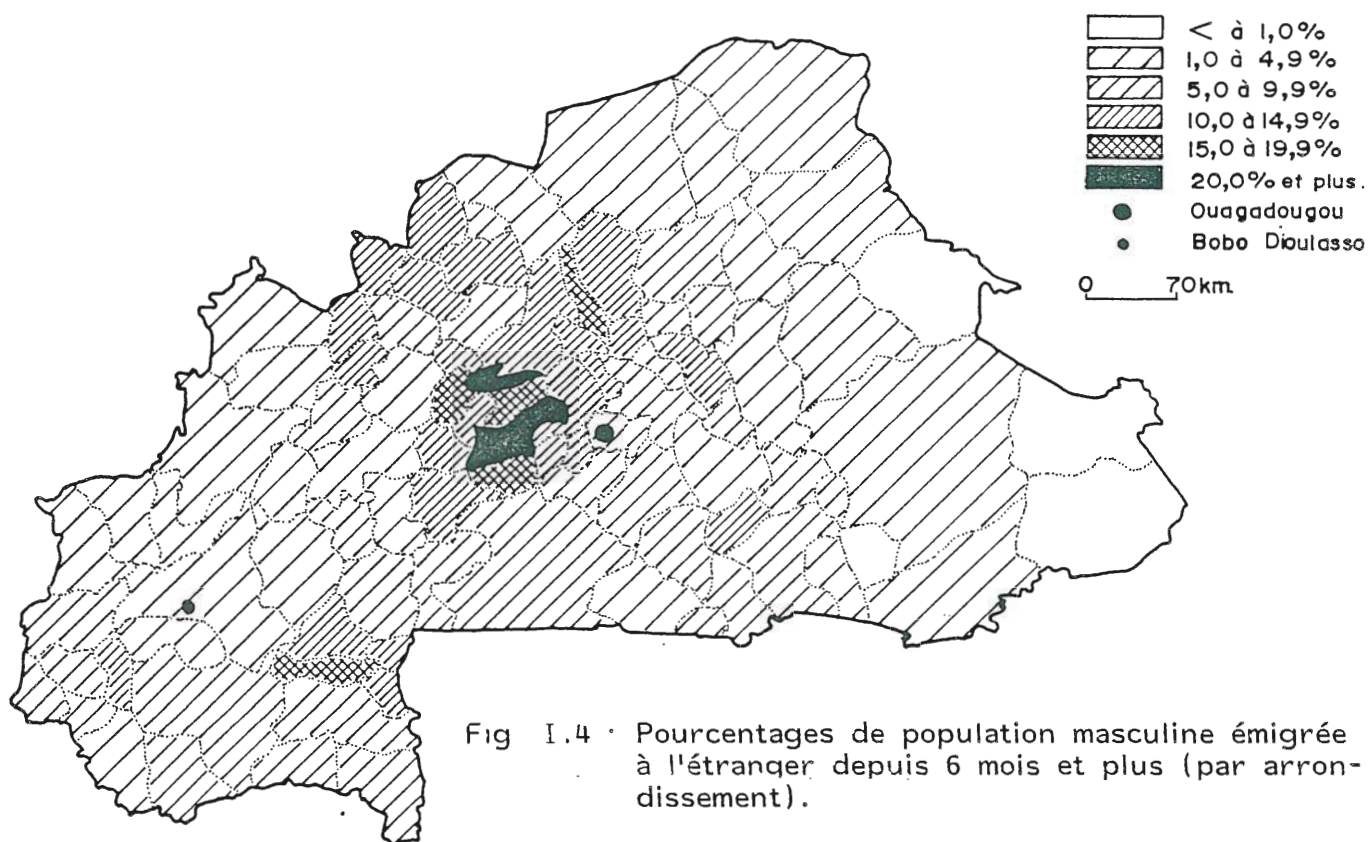 < à 1,0%
1,0 à 4,9%
5,0 à 9,9%
10,0 à 14,9%
15,0 à 19,9%
20,0% et plus.
Ouagadougou
Bobo Dioulasso
0 70 km.
Fig I.4 · Pourcentages de population masculine émigrée
à l'étranger depuis 6 mois et plus (par arron-
dissement).